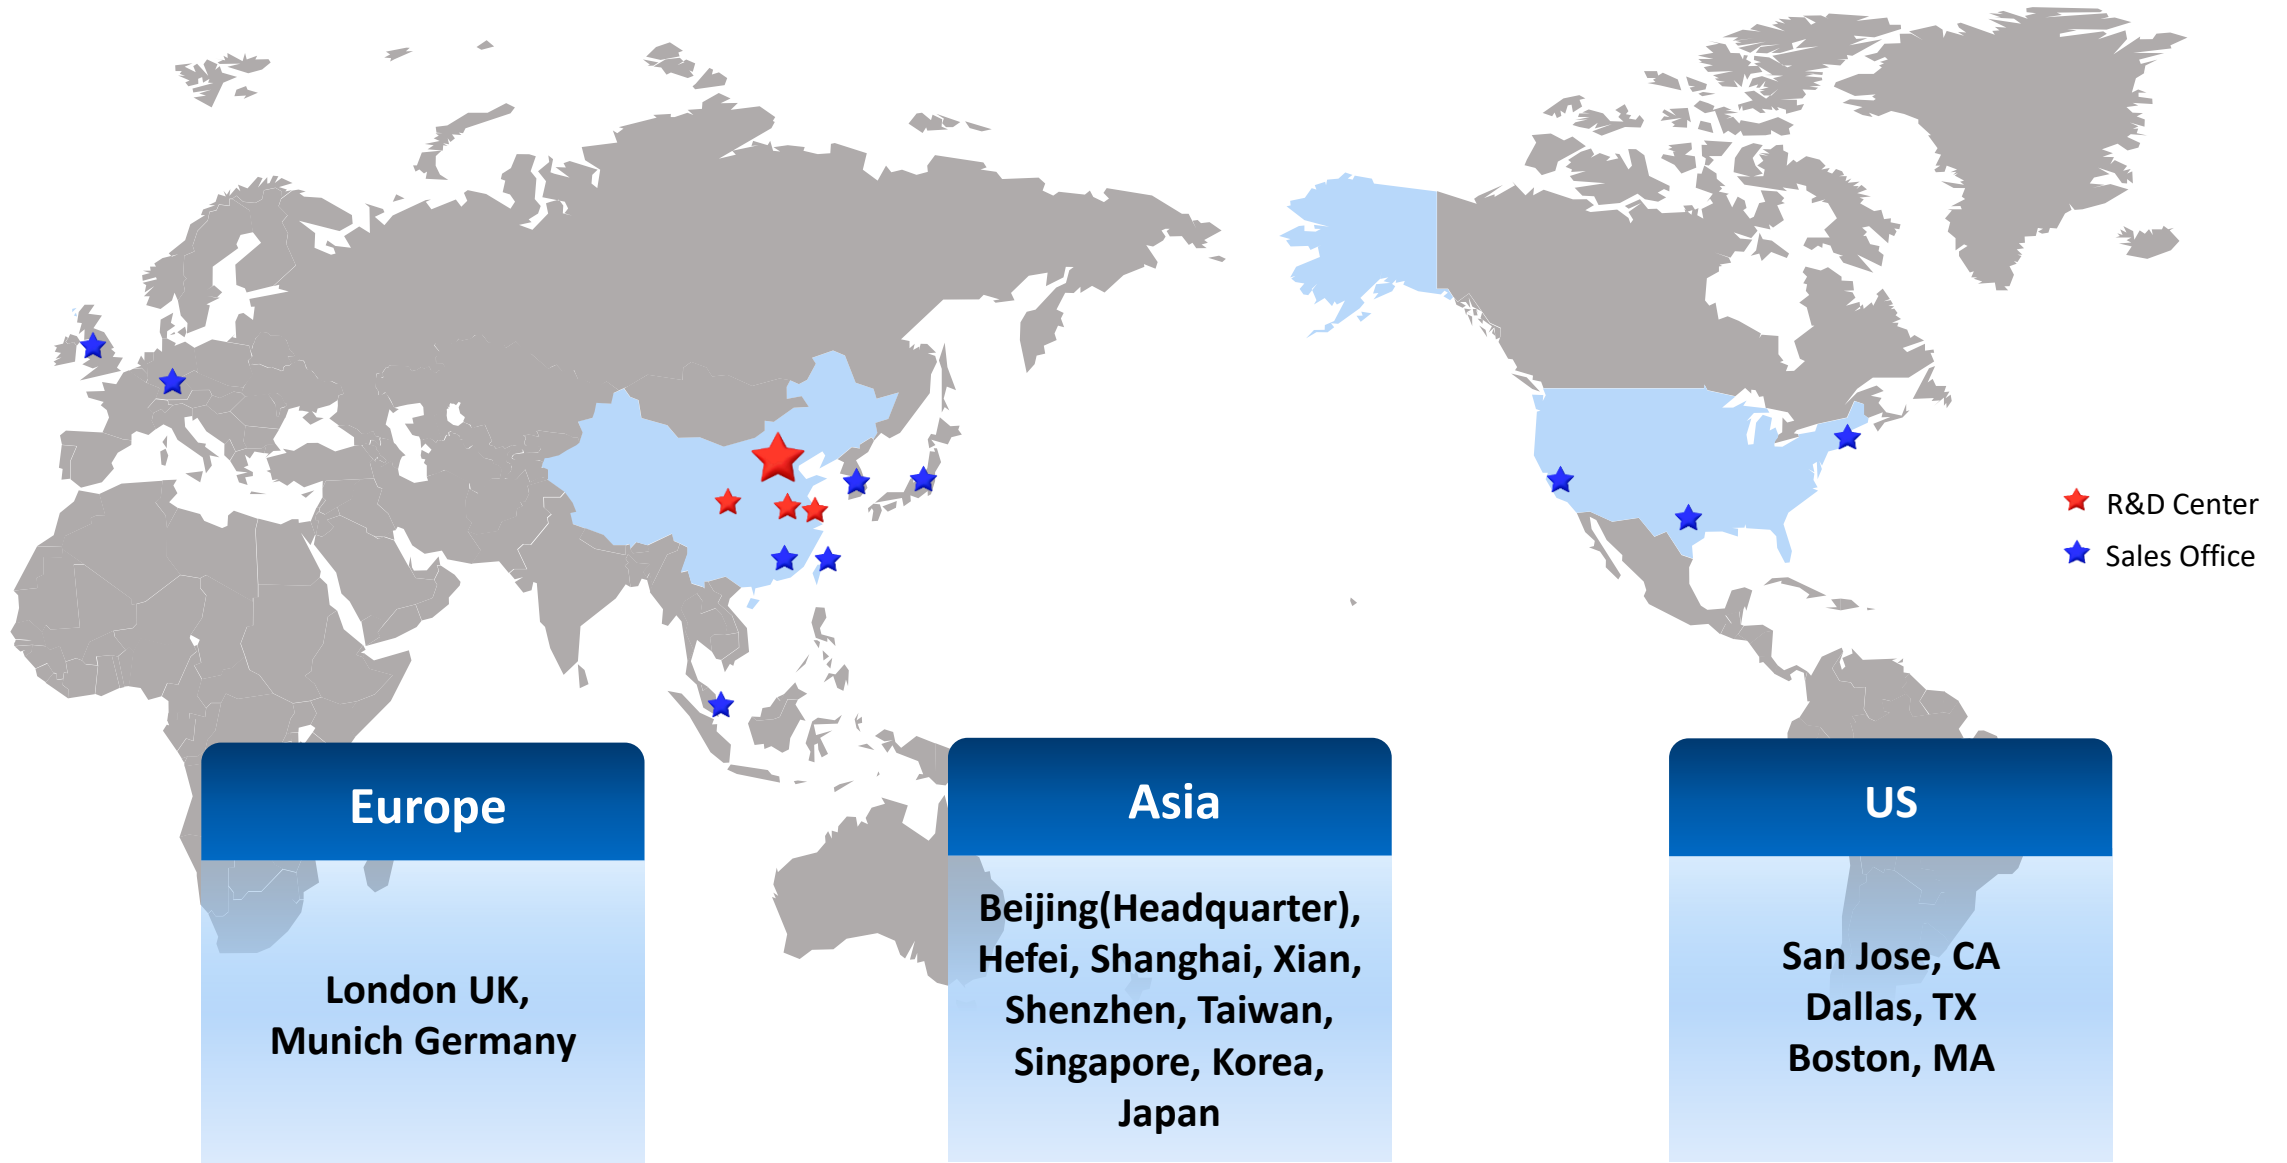 R&D Center
Sales Office
Europe
London UK,
Munich Germany
Asia
Beijing(Headquarter),
Hefei, Shanghai, Xian,
Shenzhen, Taiwan,
Singapore, Korea,
Japan
US
San Jose, CA
Dallas, TX
Boston, MA